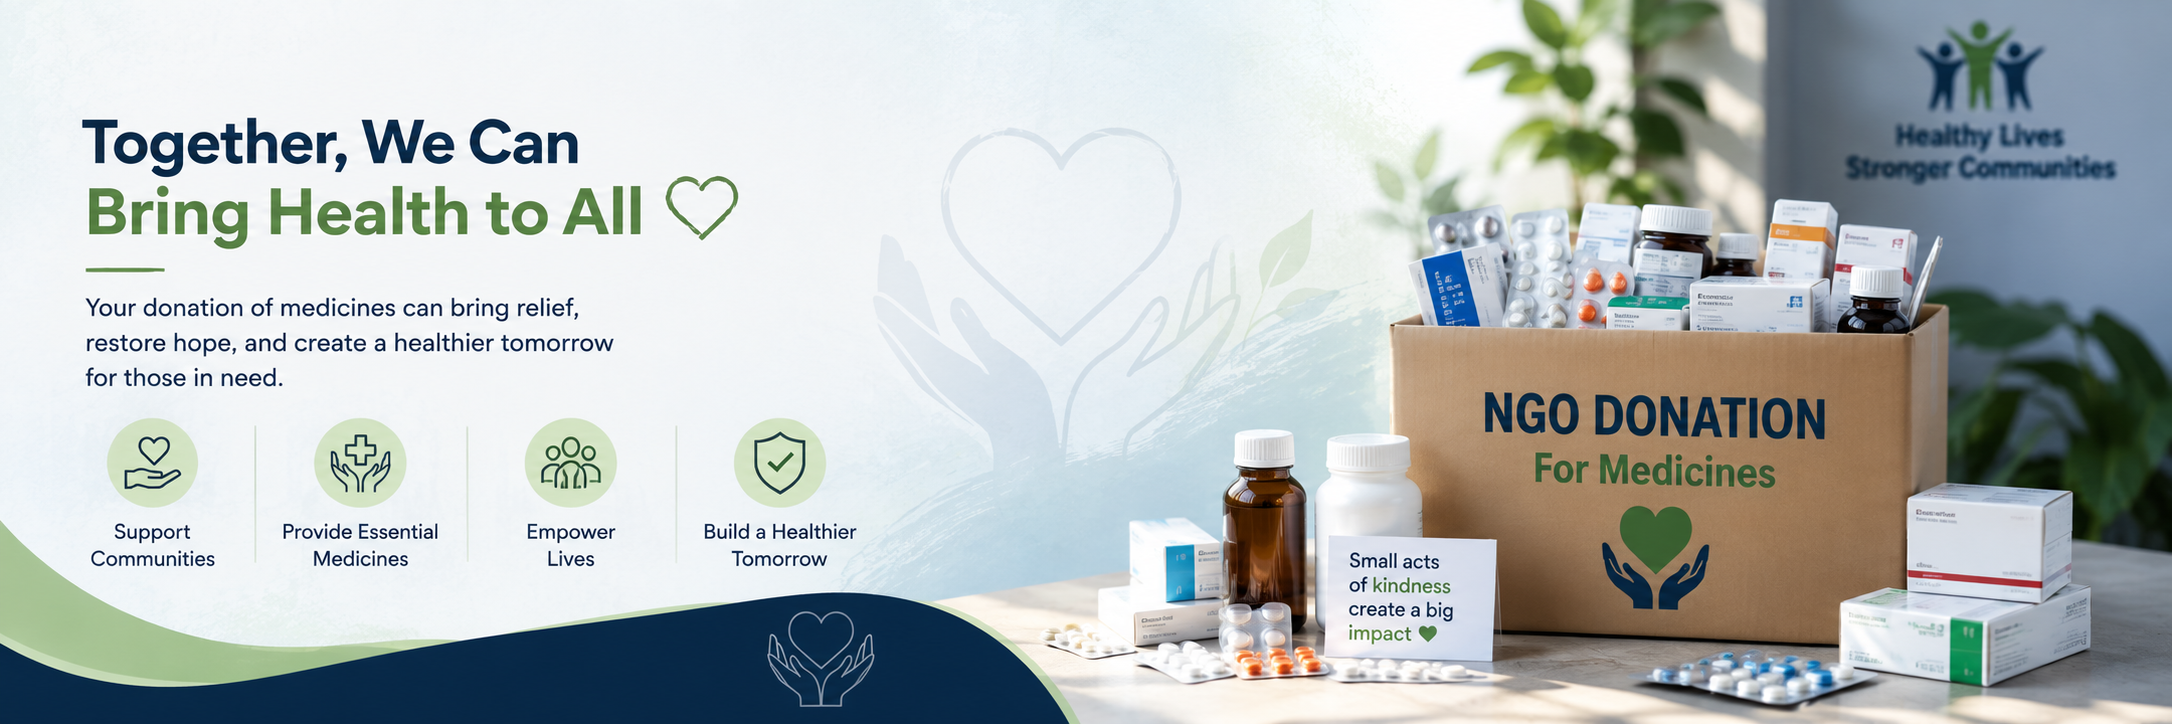 Together, We Can
Bring Health to All
Your donation of medicines can bring relief,
restore hope, and create a healthier tomorrow
for those in need.
Support
Communities
Provide Essential
Medicines
Empower
Lives
Build a Healthier
Tomorrow
Healthy Lives
Stronger Communities
NGO DONATION
For Medicines
Small acts
of kindness
create a big
impact